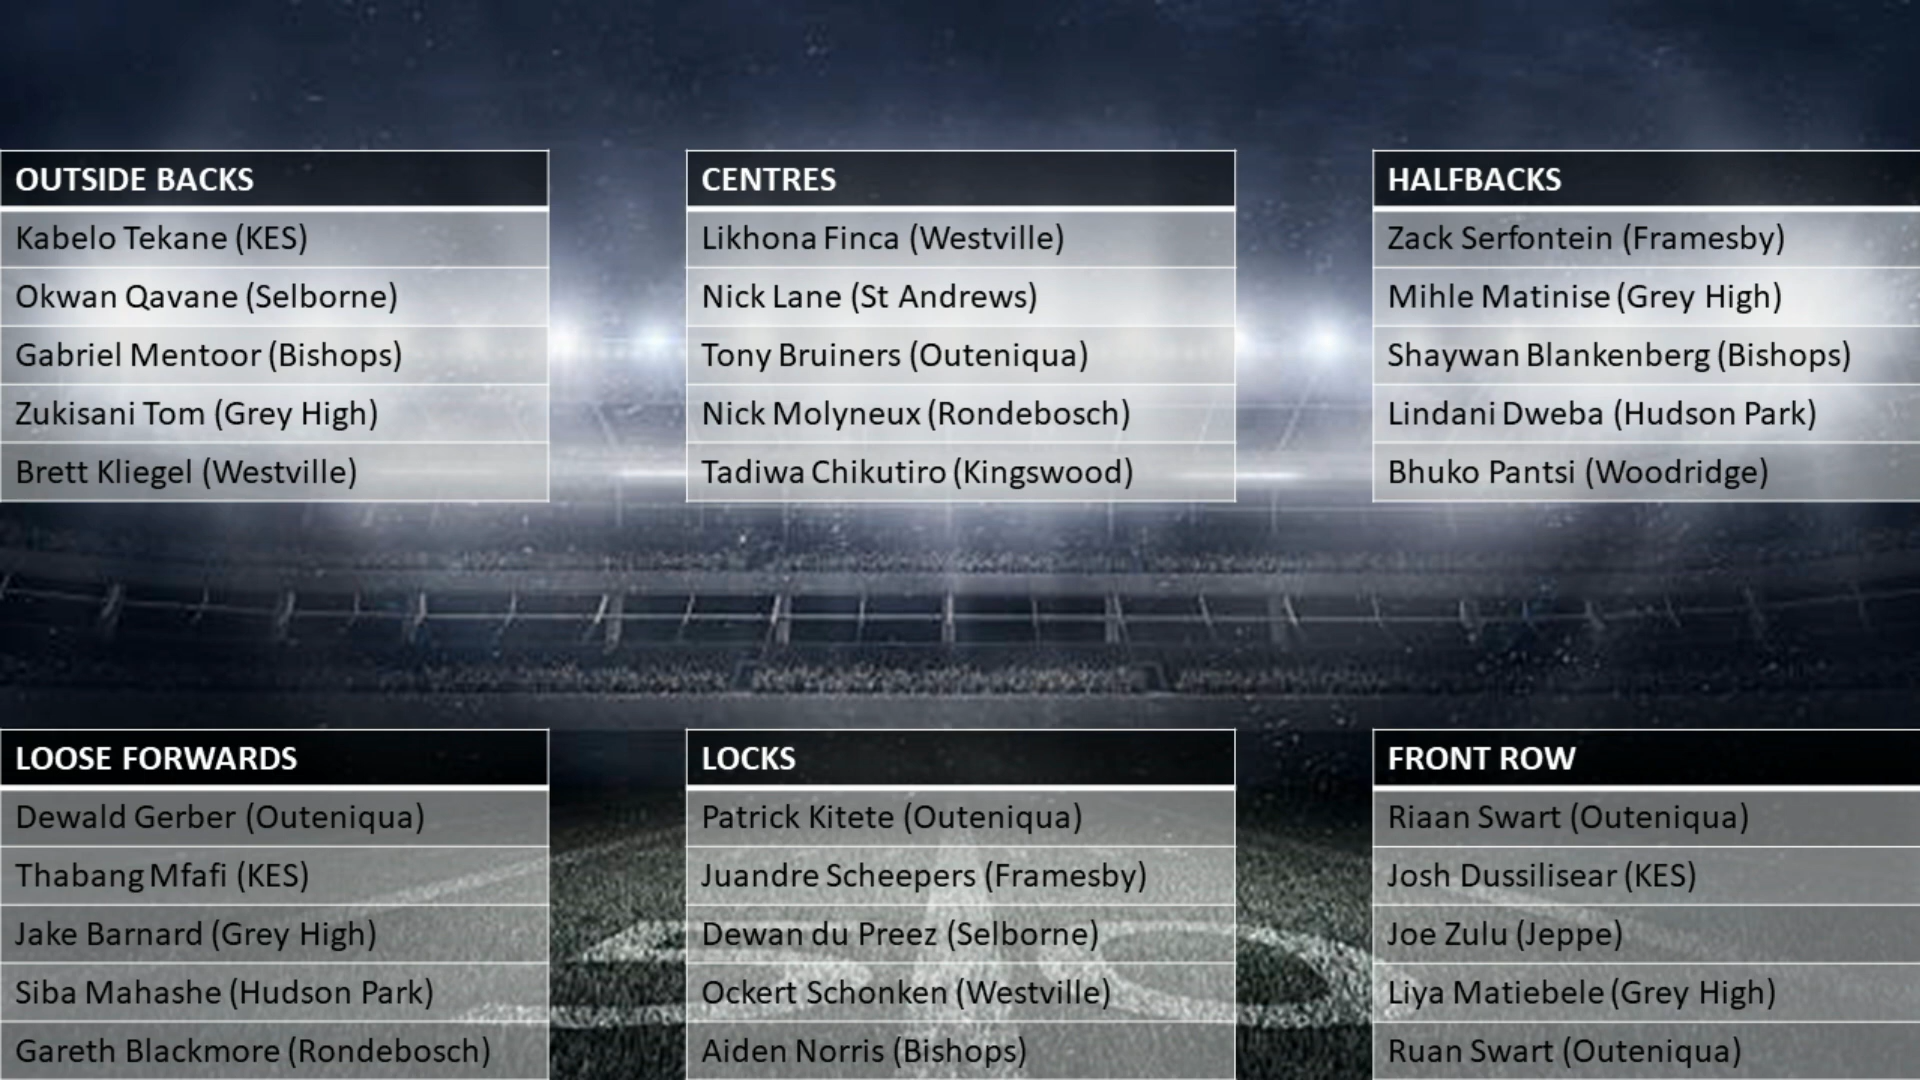 OUTSIDE BACKS
Kabelo Tekane (KES)
Okwan Qavane (Selborne)
Gabriel Mentoor (Bishops)
Zukisani Tom (Grey High)
Brett Kliegel (Westville)
CENTRES
Likhona Finca (Westville)
Nick Lane (St Andrews)
Tony Bruiners (Outeniqua)
Nick Molyneux (Rondebosch)
Tadiwa Chikutiro (Kingswood)
HALFBACKS
Zack Serfontein (Framesby)
Mihle Matinise (Grey High)
Shaywan Blankenberg (Bishops)
Lindani Dweba (Hudson Park)
Bhuko Pantsi (Woodridge)
LOOSE FORWARDS
Dewald Gerber (Outeniqua)
Thabang Mfafi (KES)
Jake Barnard (Grey High)
Siba Mahashe (Hudson Park)
Gareth Blackmore (Rondebosch)
LOCKS
Patrick Kitete (Outeniqua)
Juandre Scheepers (Framesby)
Dewan du Preez (Selborne)
Ockert Schonken (Westville)
Aiden Norris (Bishops)
FRONT ROW
Riaan Swart (Outeniqua)
Josh Dussilisear (KES)
Joe Zulu (Jeppe)
Liya Matiebele (Grey High)
Ruan Swart (Outeniqua)